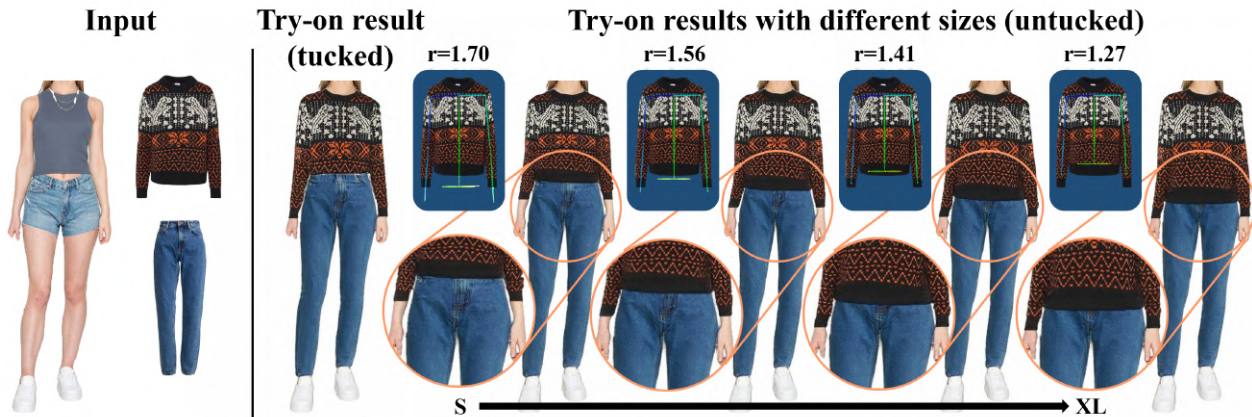 Input
Try-on result
(tucked)
Try-on results with different sizes (untucked)
r=1.70
r=1.56
r=1.41
r=1.27
S
XL